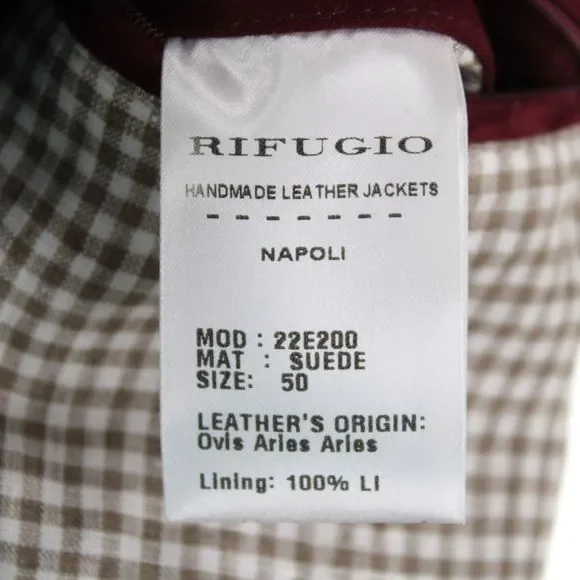 RIFUGIO
HANDMADE LEATHER JACKETS
- - - - - - -
NAPOLI
MOD : 22E200
MAT : SUEDE
SIZE: 50
LEATHER'S ORIGIN:
Ovis Aries Aries
Lining: 100% LI